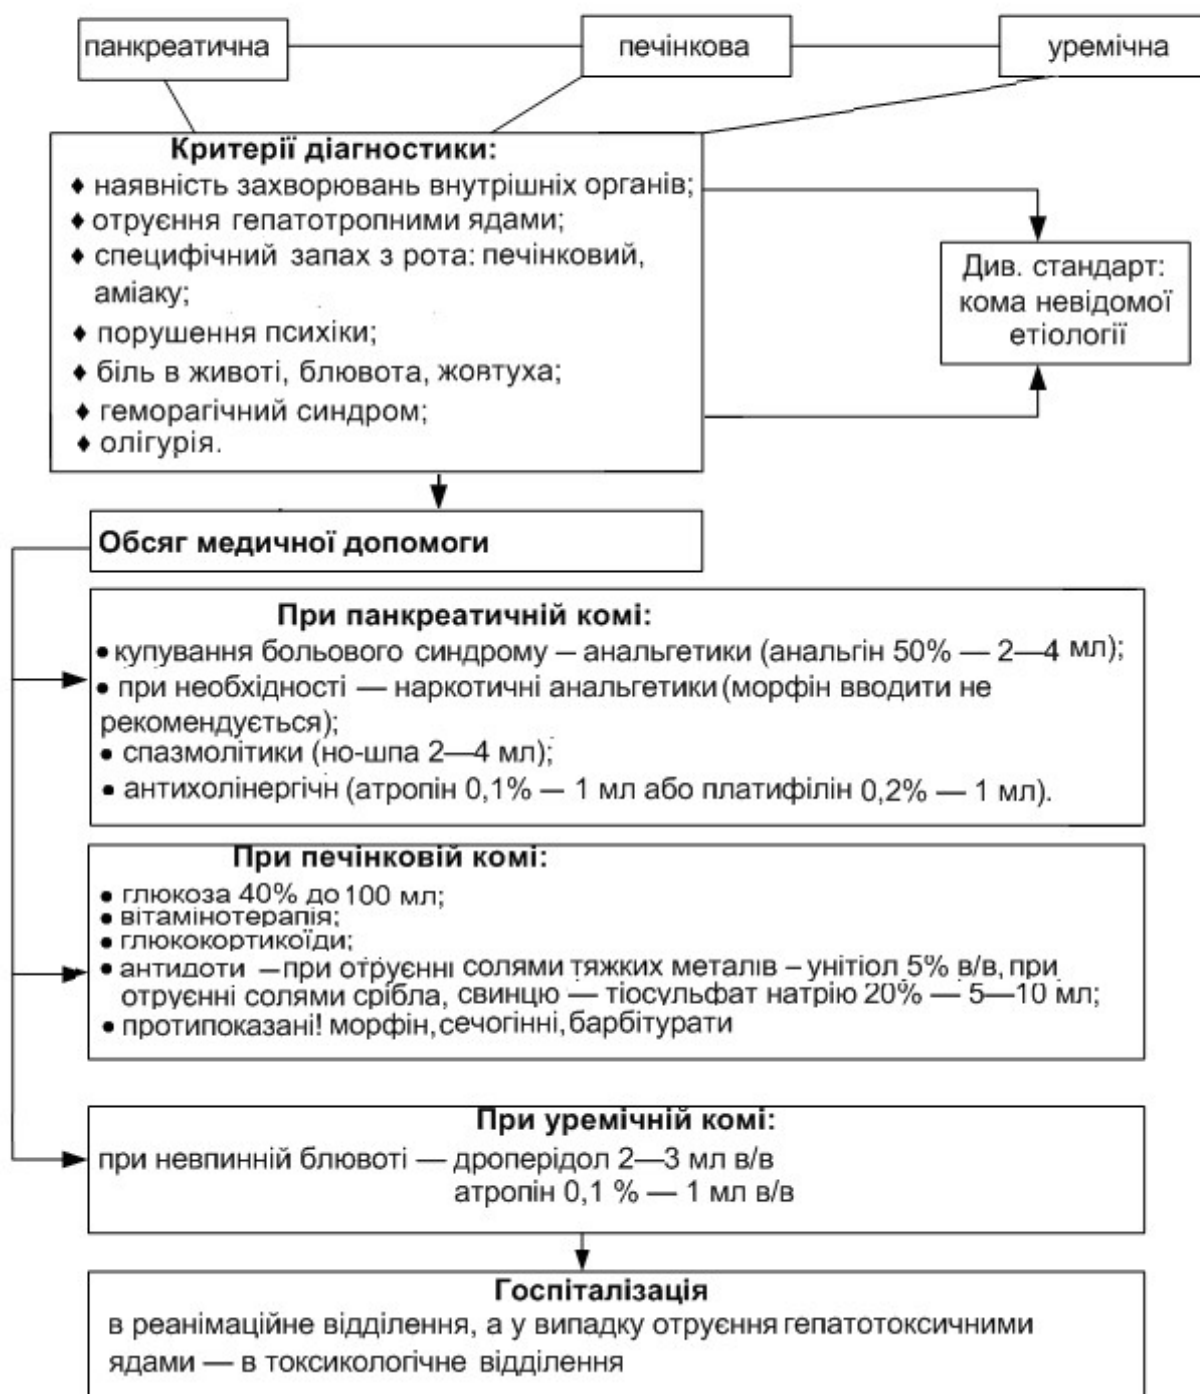 панкреатична
печінкова
уремічна
Критерії діагностики:
♦ наявність захворювань внутрішніх органів;
♦ отруєння гепатотропними ядами;
♦ специфічний запах з рота: печінковий,
аміаку;
♦ порушення психіки;
♦ біль в животі, блювота, жовтуха;
♦ геморагічний синдром;
♦ олігурія.
Див. стандарт:
кома невідомої
етіології
Обсяг медичної допомоги
При панкреатичній комі:
• купування больового синдрому – анальгетики (анальгін 50% — 2—4 мл);
• при необхідності — наркотичні анальгетики (морфін вводити не
рекомендується);
• спазмолітики (но-шпа 2—4 мл);
• антихолінергічн (атропін 0,1% — 1 мл або платифілін 0,2% — 1 мл).
При печінковій комі:
• глюкоза 40% до 100 мл;
• вітамінотерапія;
• глюкокортикоїди;
• антидоти – при отруєнні солями тяжких металів – унітіол 5% в/в, при
отруєнні солями срібла, свинцю — тіосульфат натрію 20% — 5—10 мл;
• протипоказані! морфін, сечогінні, барбітурати
При уремічній комі:
при невпинній блювоті — дроперідол 2—3 мл в/в
атропін 0,1 % — 1 мл в/в
Госпіталізація
в реанімаційне відділення, а у випадку отруєння гепатотоксичними
ядами — в токсикологічне відділення